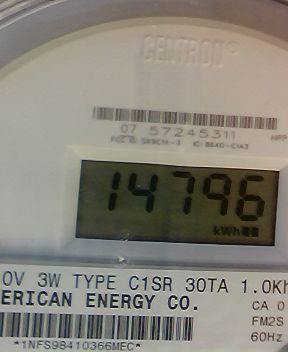 CENTRON®
07 57245311
14796
kWh
0V 3W TYPE C1SR 30TA 1.0Kh
ERICAN ENERGY CO.
CA 0
FM2S
60Hz
*1NFS98410366MEC*